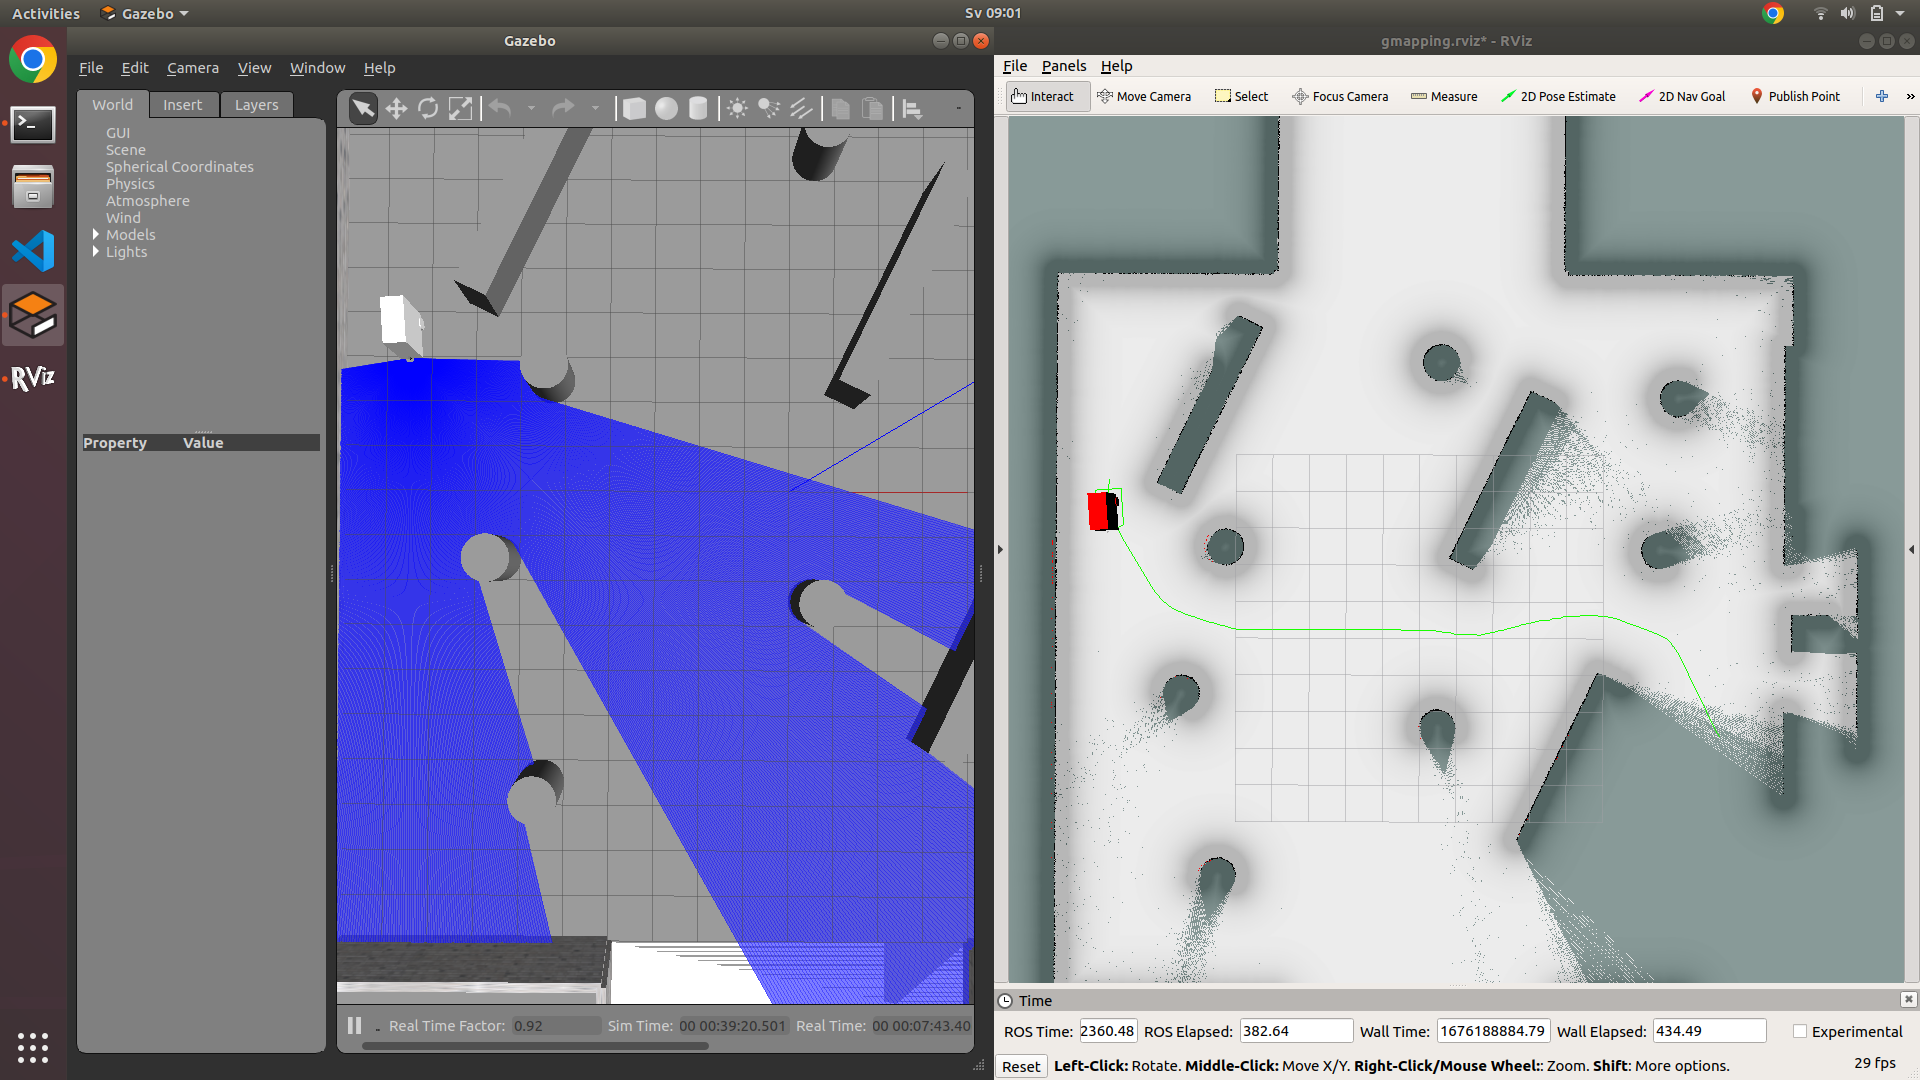 Activities Gazebo Sv 09:01
Gazebo
gmapping.rviz* - RViz
File Edit Camera View Window Help
File Panels Help
World Insert Layers
Interact Move Camera Select Focus Camera Measure 2D Pose Estimate 2D Nav Goal Publish Point »
GUI
Scene
Spherical Coordinates
Physics
Atmosphere
Wind
Models
Lights
RViz
Property Value
Time
Real Time Factor: 0.92 Sim Time: 00 00:39:20.501 Real Time: 00 00:07:43.40
ROS Time: 2360.48 ROS Elapsed: 382.64 Wall Time: 1676188884.79 Wall Elapsed: 434.49 Experimental
Reset Left-Click: Rotate. Middle-Click: Move X/Y. Right-Click/Mouse Wheel:: Zoom. Shift: More options. 29 fps